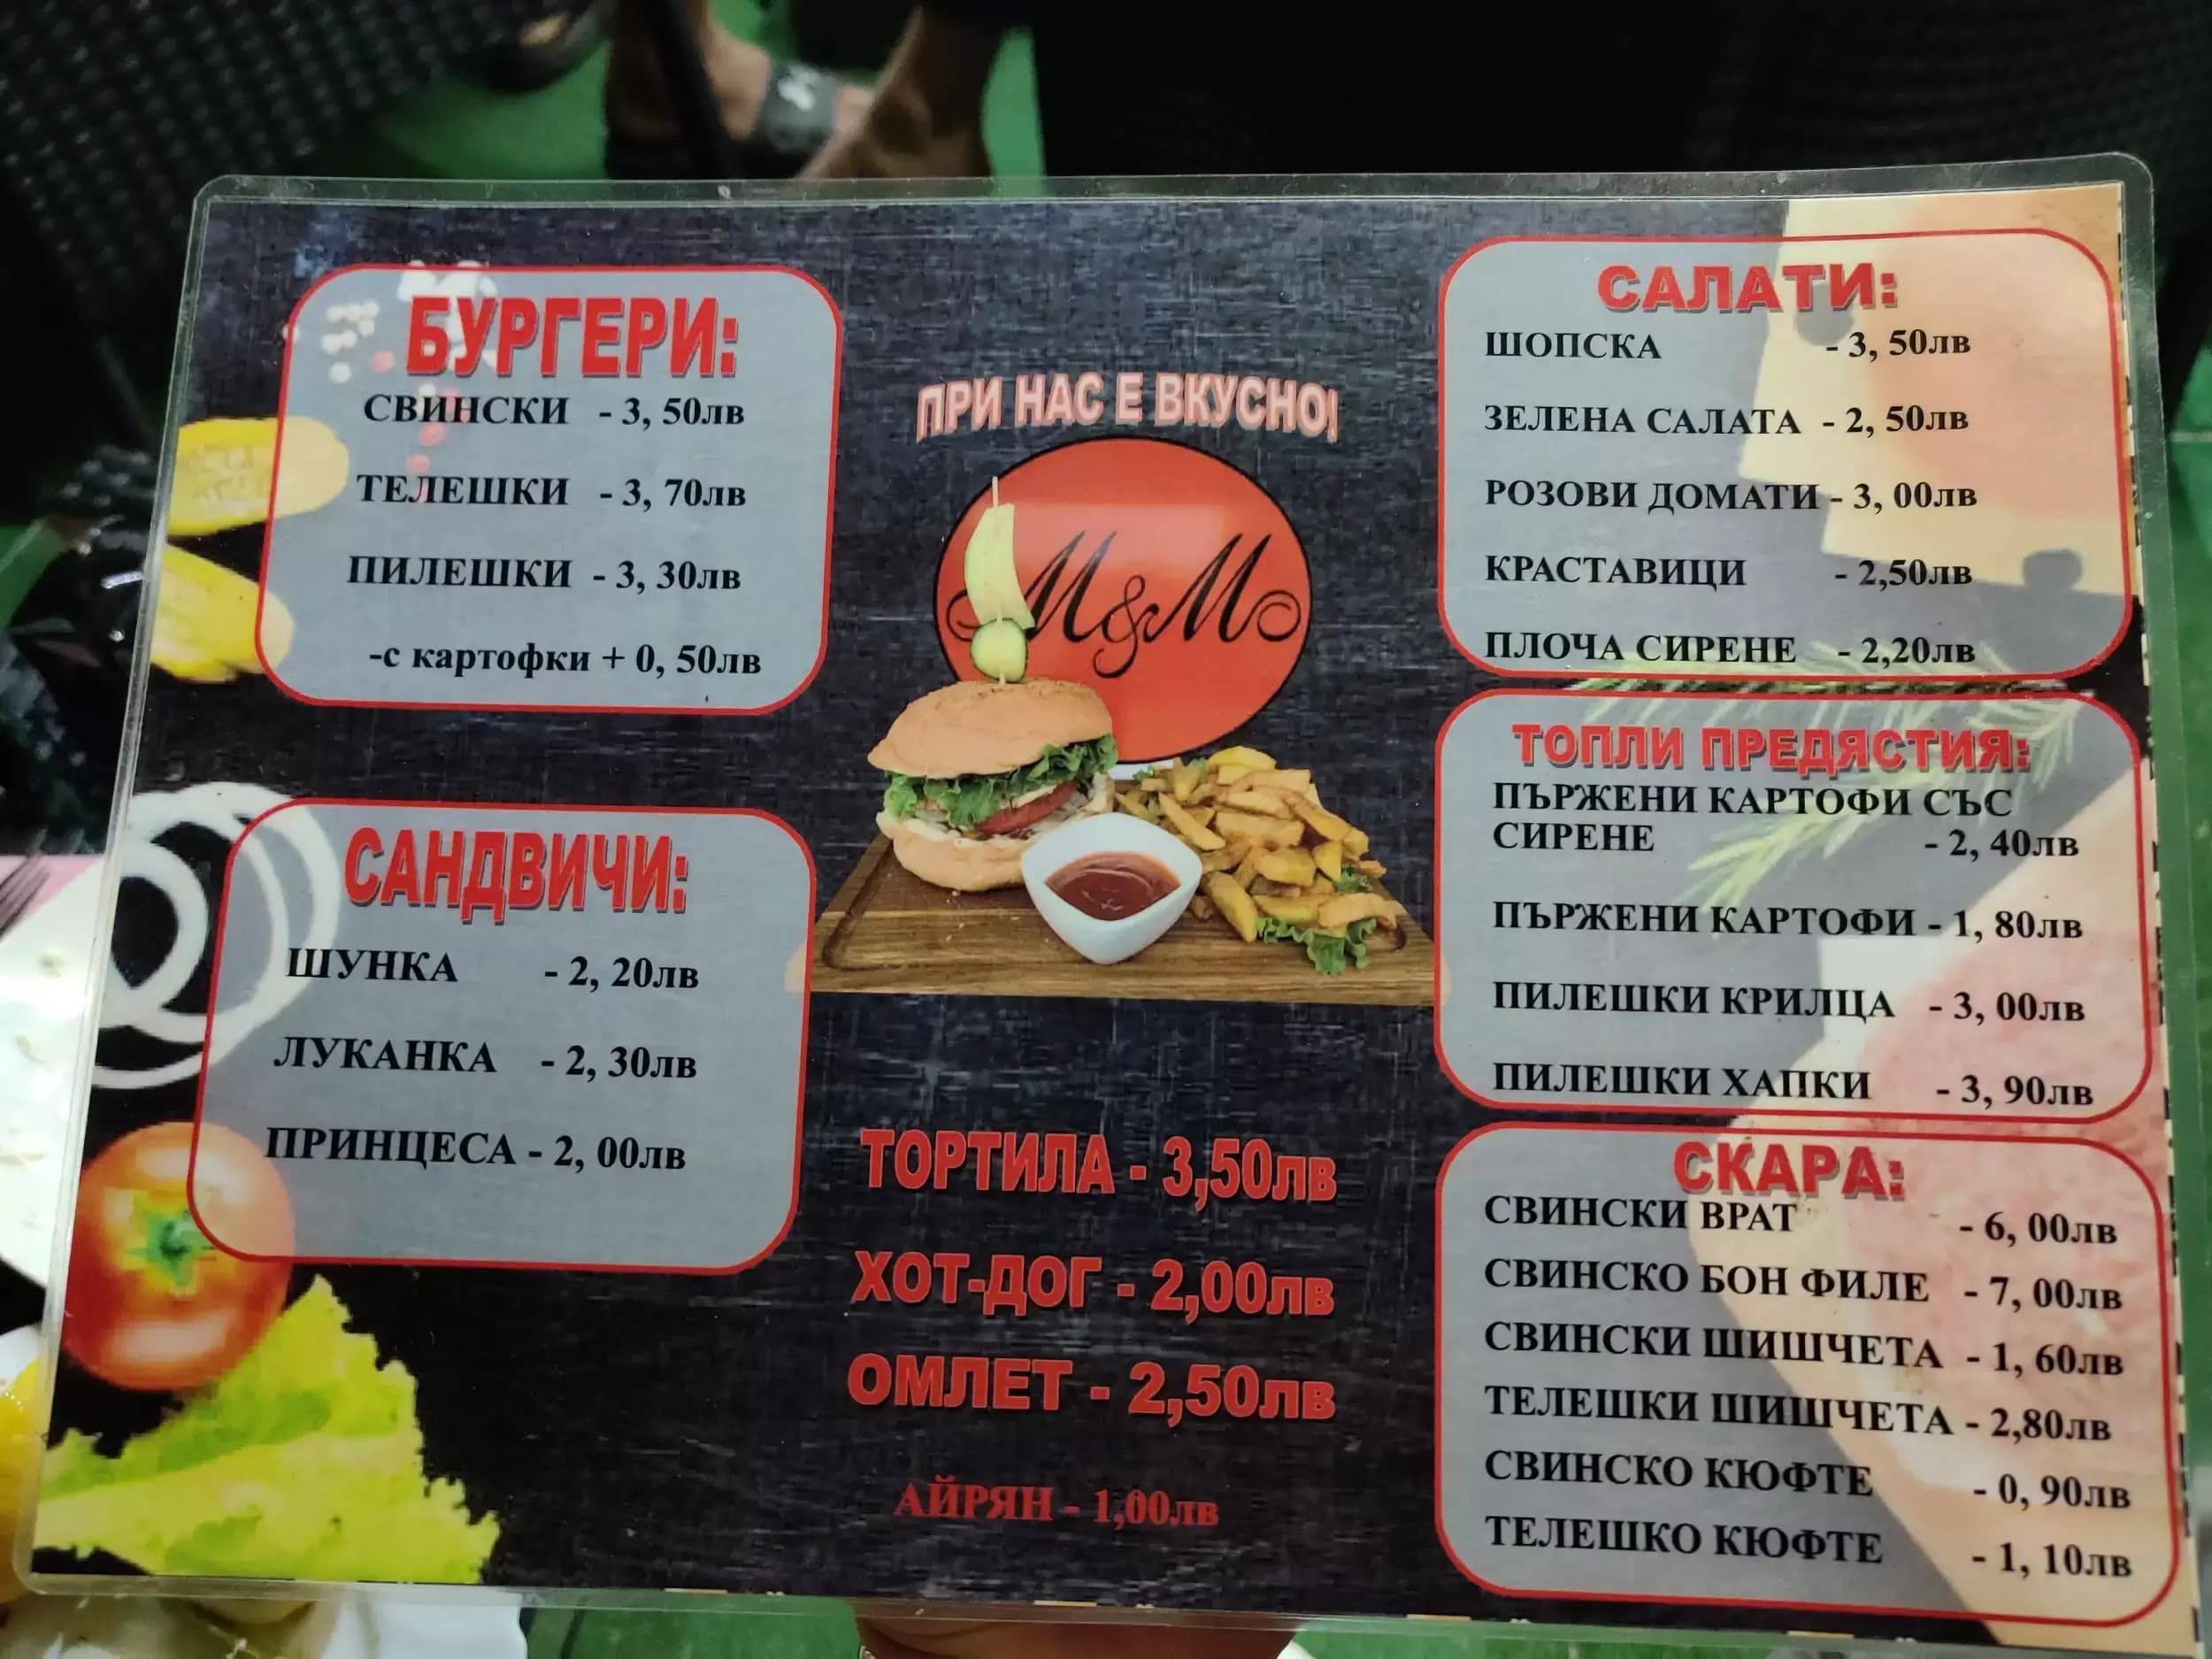 БУРГЕРИ:
СВИНСКИ - 3, 50лв
ТЕЛЕШКИ - 3, 70лв
ПИЛЕШКИ - 3, 30лв
-с картофки + 0, 50лв
САНДВИЧИ:
ШУНКА - 2, 20лв
ЛУКАНКА - 2, 30лв
ПРИНЦЕСА - 2, 00лв
ПРИ НАС Е ВКУСНО!
M&M
ТОРТИЛА - 3,50лв
ХОТ-ДОГ - 2,00лв
ОМЛЕТ - 2,50лв
АЙРЯН - 1,00лв
САЛАТИ:
ШОПСКА - 3, 50лв
ЗЕЛЕНА САЛАТА - 2, 50лв
РОЗОВИ ДОМАТИ - 3, 00лв
КРАСТАВИЦИ - 2,50лв
ПЛОЧА СИРЕНЕ - 2,20лв
ТОПЛИ ПРЕДЯСТИЯ:
ПЪРЖЕНИ КАРТОФИ СЪС
СИРЕНЕ - 2, 40лв
ПЪРЖЕНИ КАРТОФИ - 1, 80лв
ПИЛЕШКИ КРИЛЦА - 3, 00лв
ПИЛЕШКИ ХАПКИ - 3, 90лв
СКАРА:
СВИНСКИ ВРАТ - 6, 00лв
СВИНСКО БОН ФИЛЕ - 7, 00лв
СВИНСКИ ШИШЧЕТА - 1, 60лв
ТЕЛЕШКИ ШИШЧЕТА - 2,80лв
СВИНСКО КЮФТЕ - 0, 90лв
ТЕЛЕШКО КЮФТЕ - 1, 10лв